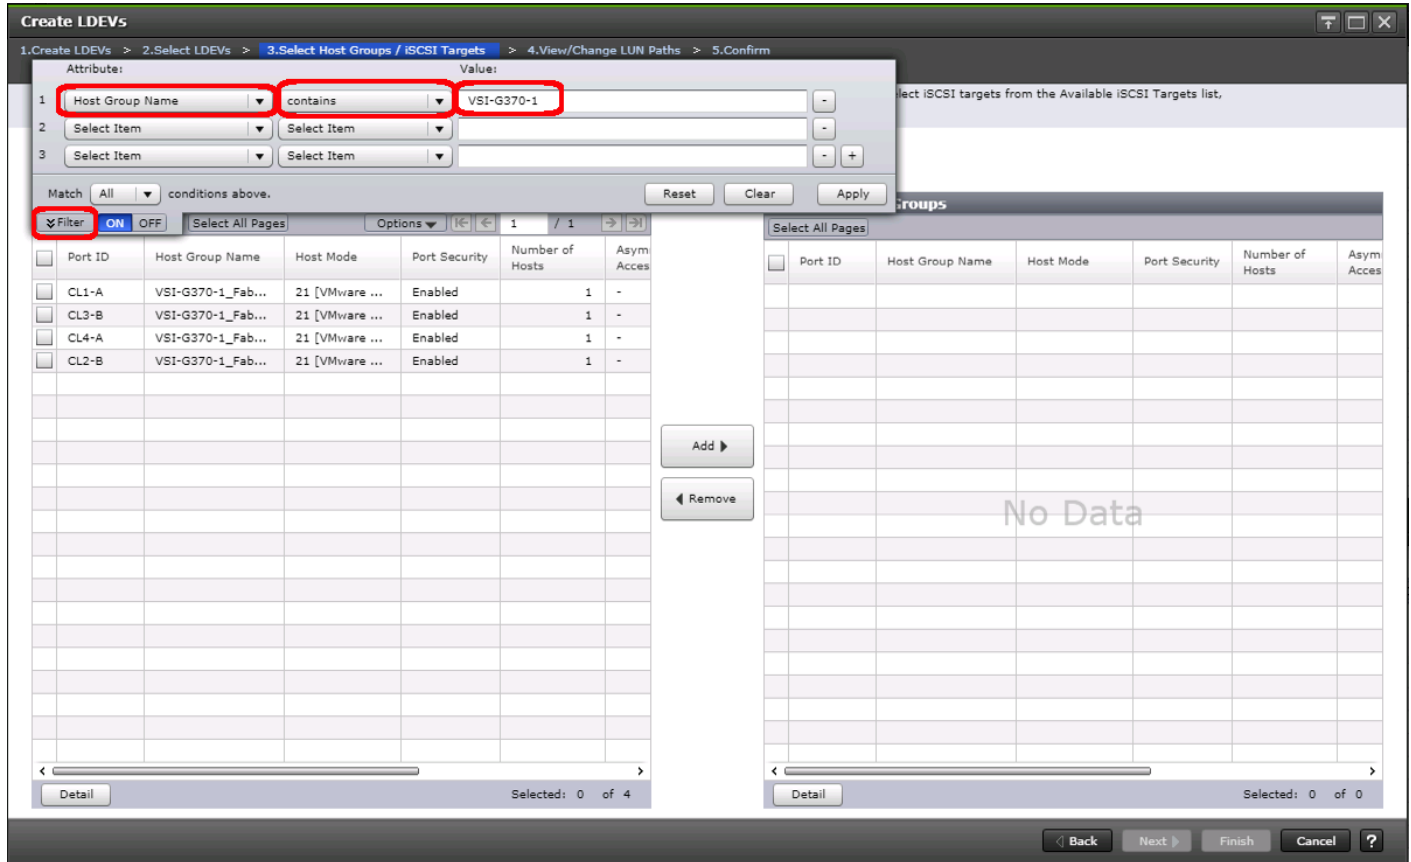 Create LDEVs
1.Create LDEVs > 2.Select LDEVs > 3.Select Host Groups / iSCSI Targets > 4.View/Change LUN Paths > 5.Confirm
Attribute: Value:
1 Host Group Name contains VSI-G370-1 -
lect iSCSI targets from the Available iSCSI Targets list,
2 Select Item Select Item -
3 Select Item Select Item - +
Match All conditions above. Reset Clear Apply
Groups
Filter ON OFF Select All Pages Options 1 / 1
Select All Pages
Port ID Host Group Name Host Mode Port Security Number of Hosts Asym Acces
Port ID Host Group Name Host Mode Port Security Number of Hosts Asym Acces
CL1-A VSI-G370-1_Fab... 21 [VMware ... Enabled 1 -
CL3-B VSI-G370-1_Fab... 21 [VMware ... Enabled 1 -
CL4-A VSI-G370-1_Fab... 21 [VMware ... Enabled 1 -
CL2-B VSI-G370-1_Fab... 21 [VMware ... Enabled 1 -
Add
Remove
No Data
Detail Selected: 0 of 4
Detail Selected: 0 of 0
Back Next Finish Cancel ?